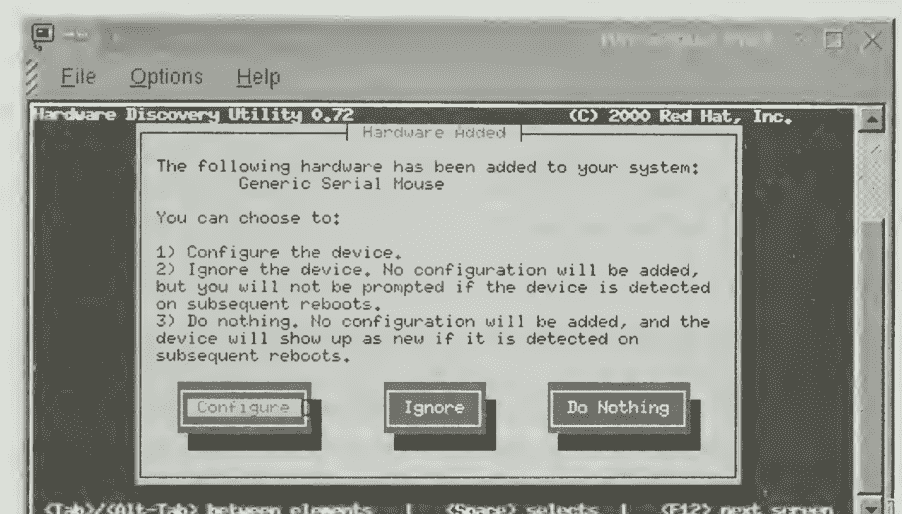 File Options Help
Hardware Discovery Utility 0.72 (C) 2000 Red Hat, Inc.
Hardware Added
The following hardware has been added to your system:
Generic Serial Mouse
You can choose to:
1) Configure the device.
2) Ignore the device. No configuration will be added,
but you will not be prompted if the device is detected
on subsequent reboots.
3) Do nothing. No configuration will be added, and the
device will show up as new if it is detected on
subsequent reboots.
Configure Ignore Do Nothing
<Tab>/<Alt-Tab> between elements | <Space> selects | <F12> next screen